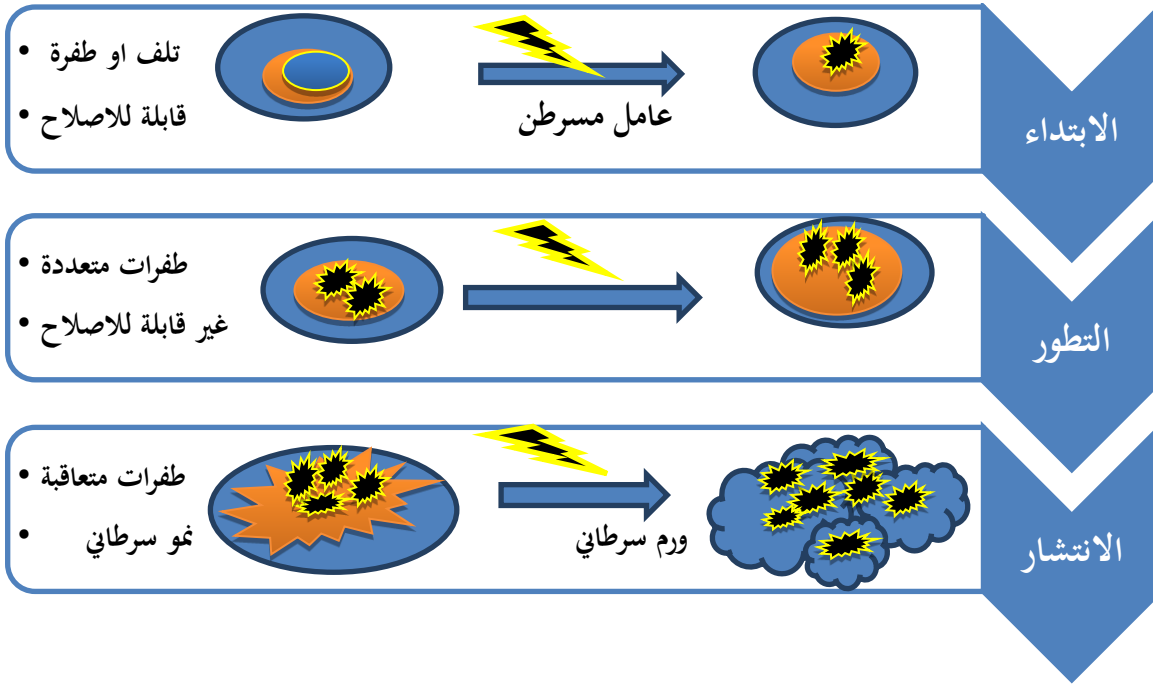 الابتداء
• تلف او طفرة
• قابلة للاصلاح
عامل مسرطن
التطور
• طفرات متعددة
• غير قابلة للاصلاح
الانتشار
• طفرات متعاقبة
• نمو سرطاني
ورم سرطاني